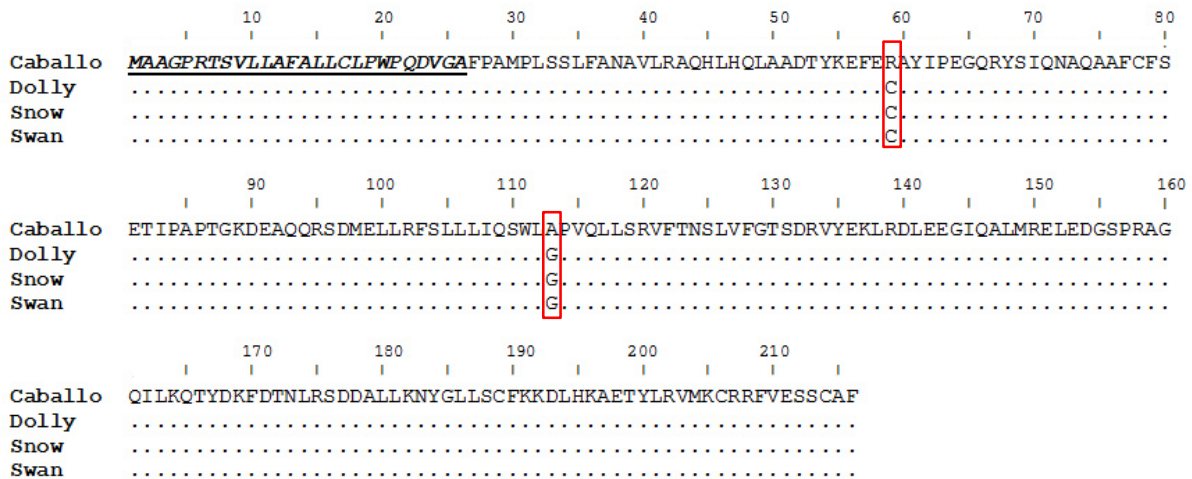 10 20 30 40 50 60 70 80
Caballo MAAGPRTSVLLAFALLCLPWPQDVGAFPAMPLSSLFANAVLRAQHLHQLAADTYKEFERAYIPEGQRYSIQNAQAAFCFS
Dolly ..........................................................C.....................
Snow ..........................................................C.....................
Swan ..........................................................C.....................
90 100 110 120 130 140 150 160
Caballo ETIPAPTGKDEAQQRSDMELLRFSLLLIQSWLAPVQLLSRVFTNSLVFGTSDRVYEKLRDLEEGIQALMRELEDGSPRAG
Dolly ................................G...............................................
Snow ................................G...............................................
Swan ................................G...............................................
170 180 190 200 210
Caballo QILKQTYDKFDTNLRSDDALLKNYGLLSCFKKDLHKAETYLRVMKCRRFVESSCAF
Dolly ........................................................
Snow ........................................................
Swan ........................................................